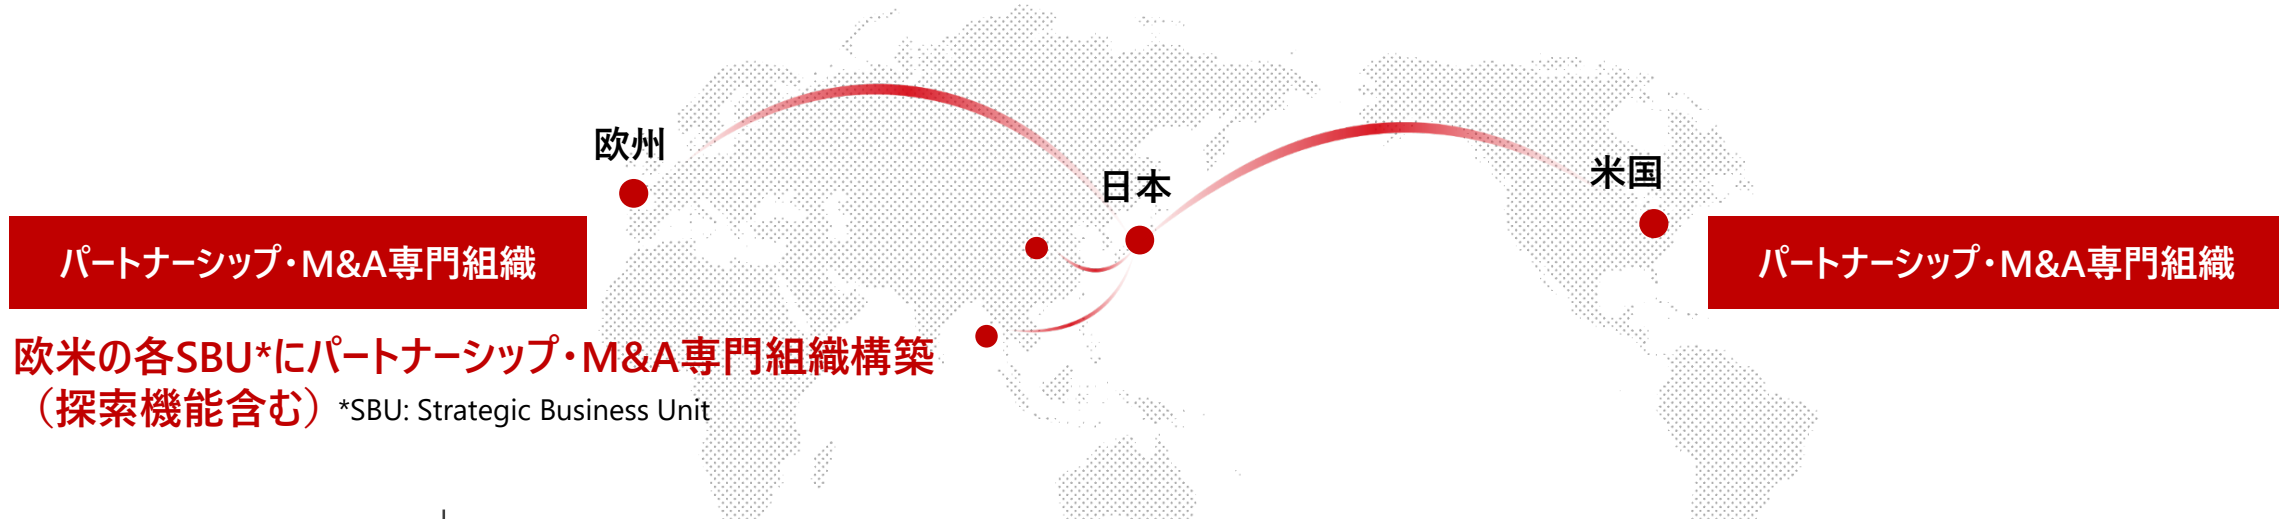 欧州
日本
米国
パートナーシップ・M&A専門組織
パートナーシップ・M&A専門組織
欧米の各SBU*にパートナーシップ・M&A専門組織構築
（探索機能含む） *SBU: Strategic Business Unit